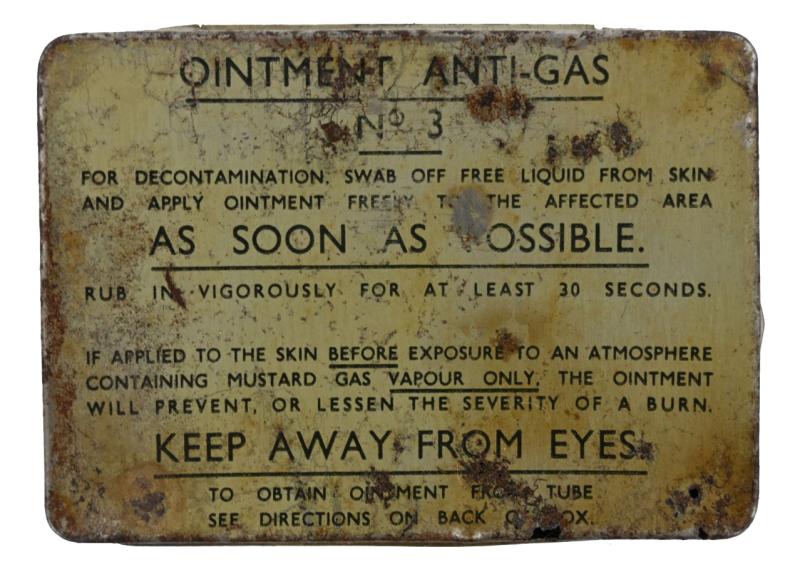 OINTMENT ANTI-GAS
Nº 3
FOR DECONTAMINATION. SWAB OFF FREE LIQUID FROM SKIN
AND APPLY OINTMENT FREELY TO THE AFFECTED AREA
AS SOON AS POSSIBLE.
RUB IN VIGOROUSLY FOR AT LEAST 30 SECONDS.
IF APPLIED TO THE SKIN BEFORE EXPOSURE TO AN ATMOSPHERE
CONTAINING MUSTARD GAS VAPOUR ONLY, THE OINTMENT
WILL PREVENT, OR LESSEN THE SEVERITY OF A BURN.
KEEP AWAY FROM EYES.
TO OBTAIN OINTMENT FROM TUBE
SEE DIRECTIONS ON BACK OF BOX.